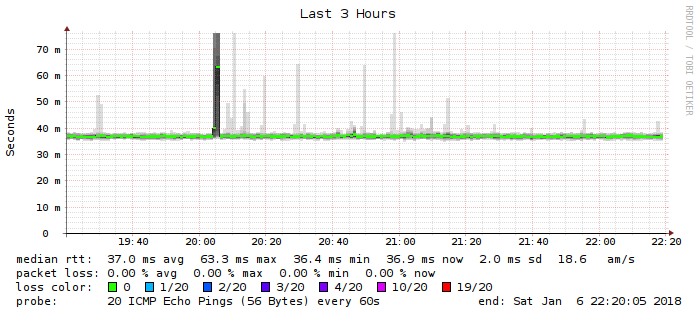 Last 3 Hours
RRDTOOL / TOBI OETIKER
Seconds
70 m
60 m
50 m
40 m
30 m
20 m
10 m
0
19:40 20:00 20:20 20:40 21:00 21:20 21:40 22:00 22:20
median rtt: 37.0 ms avg 63.3 ms max 36.4 ms min 36.9 ms now 2.0 ms sd 18.6 am/s
packet loss: 0.00 % avg 0.00 % max 0.00 % min 0.00 % now
loss color: 0 1/20 2/20 3/20 4/20 10/20 19/20
probe: 20 ICMP Echo Pings (56 Bytes) every 60s end: Sat Jan 6 22:20:05 2018